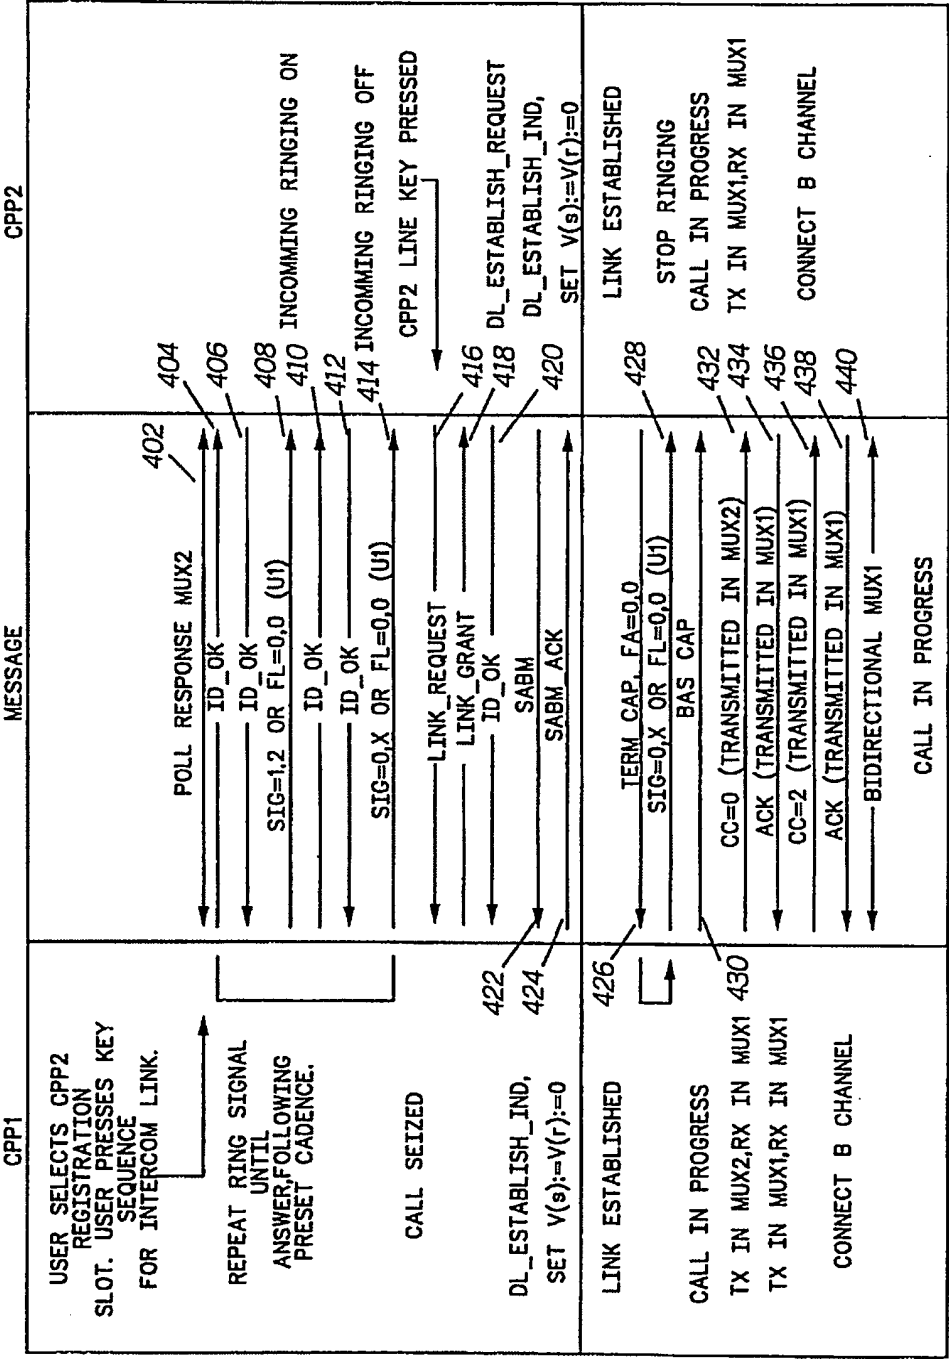 CPP1
MESSAGE
CPP2
USER SELECTS CPP2
REGISTRATION
SLOT. USER PRESSES KEY
SEQUENCE
FOR INTERCOM LINK.
REPEAT RING SIGNAL
UNTIL
ANSWER,FOLLOWING
PRESET CADENCE.
CALL SEIZED
DL_ESTABLISH_IND,
SET V(s):=V(r):=0
422
424
POLL RESPONSE MUX2
402
ID_OK
404
ID_OK
406
SIG=1,2 OR FL=0,0 (U1)
408
ID_OK
410
ID_OK
412
SIG=0,X OR FL=0,0 (U1)
414
LINK_REQUEST
416
LINK_GRANT
418
ID_OK
420
SABM
SABM_ACK
INCOMMING RINGING ON
INCOMMING RINGING OFF
CPP2 LINE KEY PRESSED
DL_ESTABLISH_REQUEST
DL_ESTABLISH_IND,
SET V(s):=V(r):=0
LINK ESTABLISHED
426
CALL IN PROGRESS
430
TX IN MUX2,RX IN MUX1
TX IN MUX1,RX IN MUX1
CONNECT B CHANNEL
TERM_CAP, FA=0,0
SIG=0,X OR FL=0,0 (U1)
428
BAS CAP
CC=0 (TRANSMITTED IN MUX2)
432
ACK (TRANSMITTED IN MUX1)
434
CC=2 (TRANSMITTED IN MUX1)
436
ACK (TRANSMITTED IN MUX1)
438
BIDIRECTIONAL MUX1
440
CALL IN PROGRESS
LINK ESTABLISHED
STOP RINGING
CALL IN PROGRESS
TX IN MUX1,RX IN MUX1
CONNECT B CHANNEL